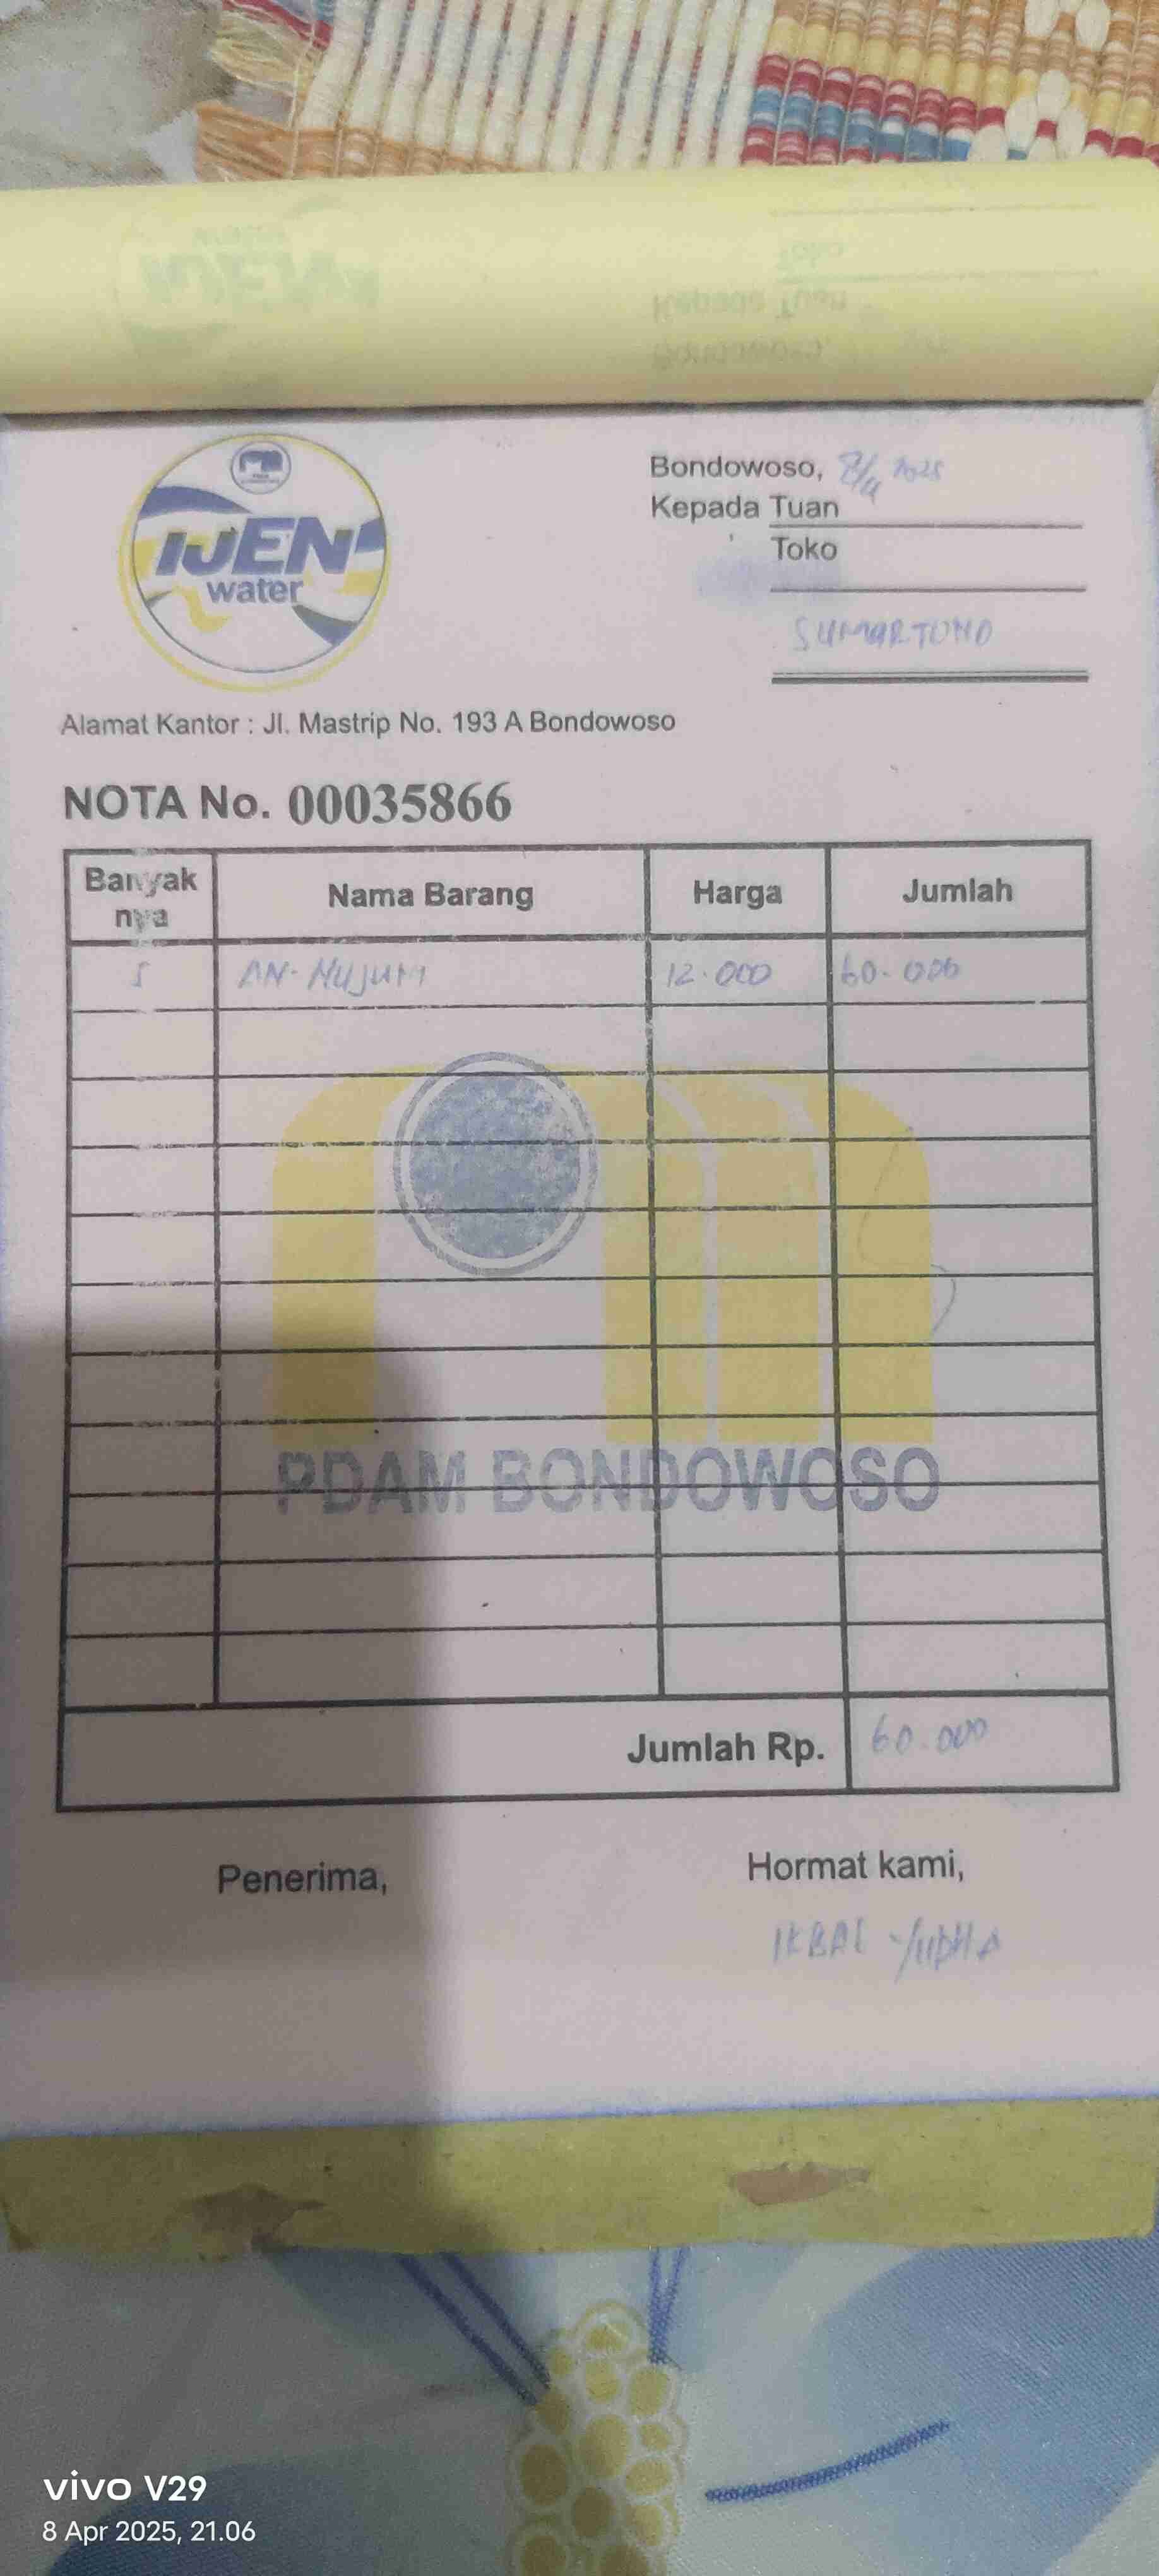 IJEN
water
Bondowoso, 8/4 2025
Kepada Tuan
Toko
SUMARTONO
Alamat Kantor : Jl. Mastrip No. 193 A Bondowoso
NOTA No. 00035866
Banyak nya Nama Barang Harga Jumlah
5 AN-NUJUM 12.000 60.000
PDAM BONDOWOSO
Jumlah Rp. 60.000
Penerima, Hormat kami,
IKBAL YUDHA
vivo V29
8 Apr 2025, 21.06